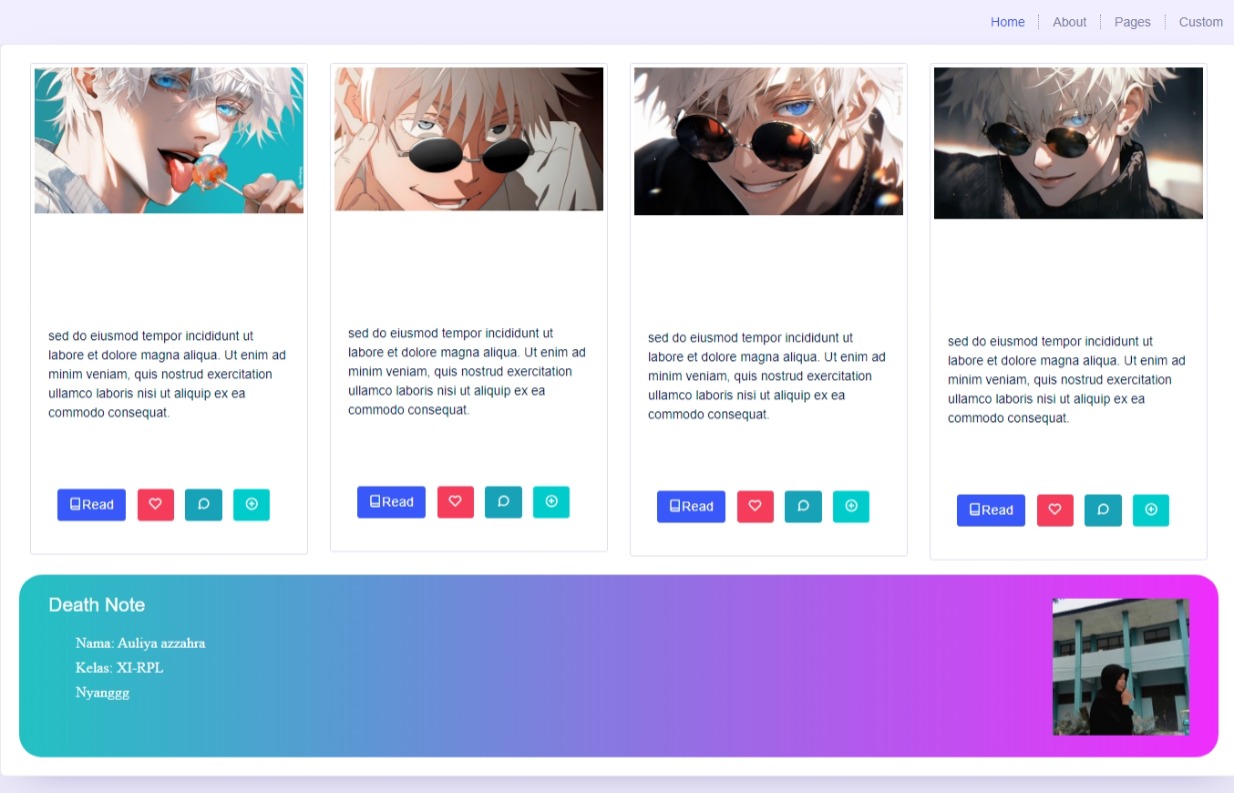 Home
About
Pages
Custom
sed do eiusmod tempor incididunt ut
labore et dolore magna aliqua. Ut enim ad
minim veniam, quis nostrud exercitation
ullamco laboris nisi ut aliquip ex ea
commodo consequat.
Read
sed do eiusmod tempor incididunt ut
labore et dolore magna aliqua. Ut enim ad
minim veniam, quis nostrud exercitation
ullamco laboris nisi ut aliquip ex ea
commodo consequat.
Read
sed do eiusmod tempor incididunt ut
labore et dolore magna aliqua. Ut enim ad
minim veniam, quis nostrud exercitation
ullamco laboris nisi ut aliquip ex ea
commodo consequat.
Read
sed do eiusmod tempor incididunt ut
labore et dolore magna aliqua. Ut enim ad
minim veniam, quis nostrud exercitation
ullamco laboris nisi ut aliquip ex ea
commodo consequat.
Read
Death Note
Nama: Auliya azzahra
Kelas: XI-RPL
Nyanggg